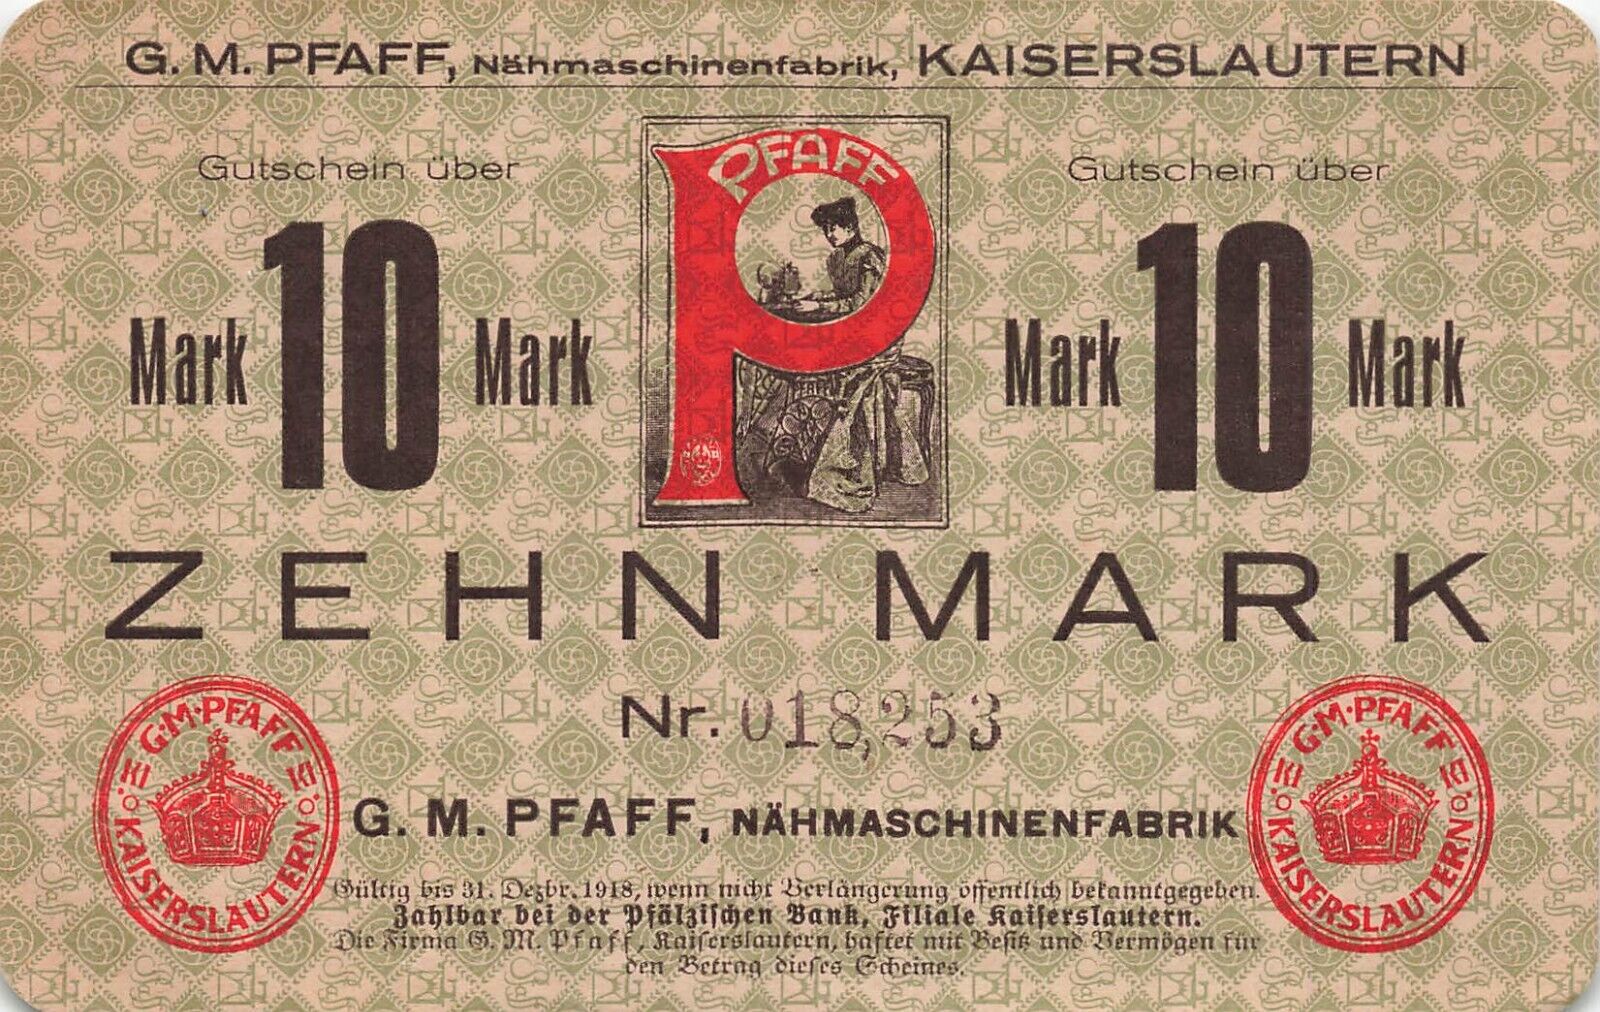 G. M. PFAFF, Nähmaschinenfabrik, KAISERSLAUTERN
Gutschein über
Gutschein über
PFAFF
Mark 10 Mark
Mark 10 Mark
PFAFF
ZEHN MARK
Nr. 018,253
G. M. PFAFF, NÄHMASCHINENFABRIK
G·M·PFAFF
KAISERSLAUTERN
G·M·PFAFF
KAISERSLAUTERN
Gültig bis 31. Dezbr. 1918, wenn nicht Verlängerung öffentlich bekanntgegeben.
Zahlbar bei der Pfälzischen Bank, Filiale Kaiserslautern.
Die Firma G. M. Pfaff, Kaiserslautern, haftet mit Besitz und Vermögen für
den Betrag dieses Scheines.